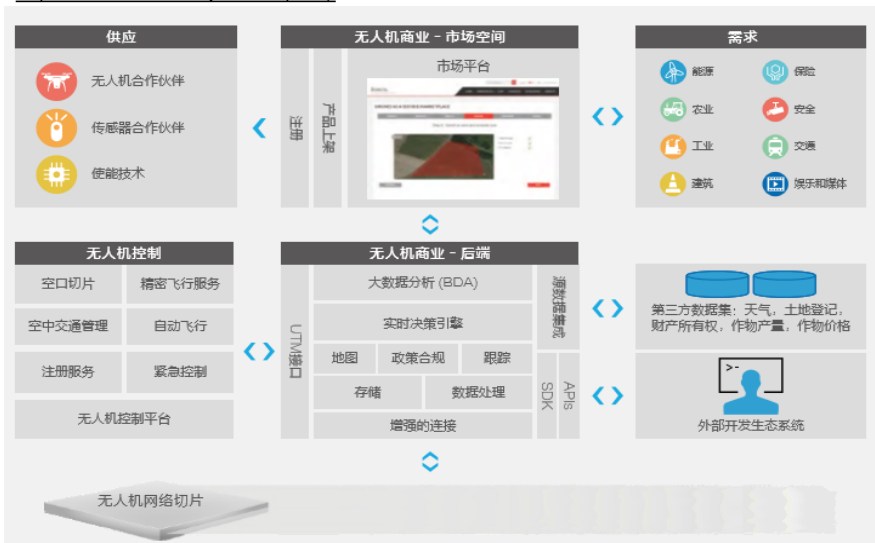 供应
无人机合作伙伴
传感器合作伙伴
使能技术
无人机商业 - 市场空间
注册
产品上架
市场平台
需求
能源
保险
农业
安全
工业
交通
建筑
娱乐和媒体
无人机控制
空口切片
精密飞行服务
空中交通管理
自动飞行
注册服务
紧急控制
无人机控制平台
无人机商业 - 后端
UTM接口
大数据分析 (BDA)
实时决策引擎
地图
政策合规
跟踪
存储
数据处理
增强的连接
源数据集成
SDK
APIs
第三方数据集：天气，土地登记，
财产所有权，作物产量，作物价格
>-
外部开发生态系统
无人机网络切片